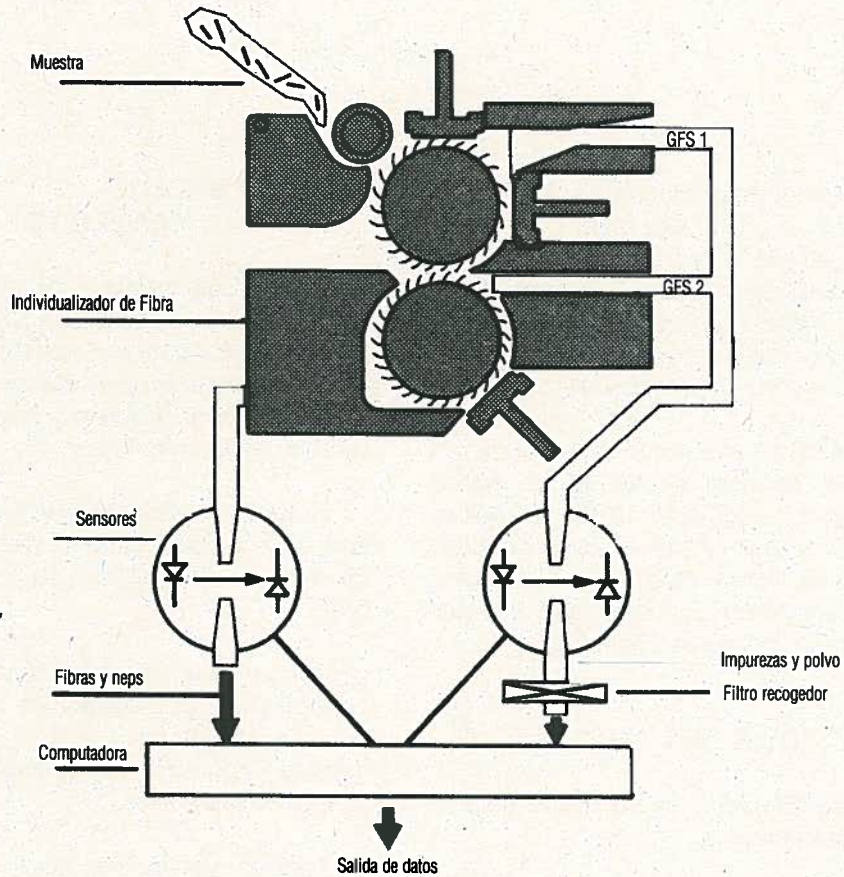 Muestra
GFS 1
Individualizador de Fibra
GFS 2
Sensores
Fibras y neps
Impurezas y polvo
Filtro recogedor
Computadora
Salida de datos